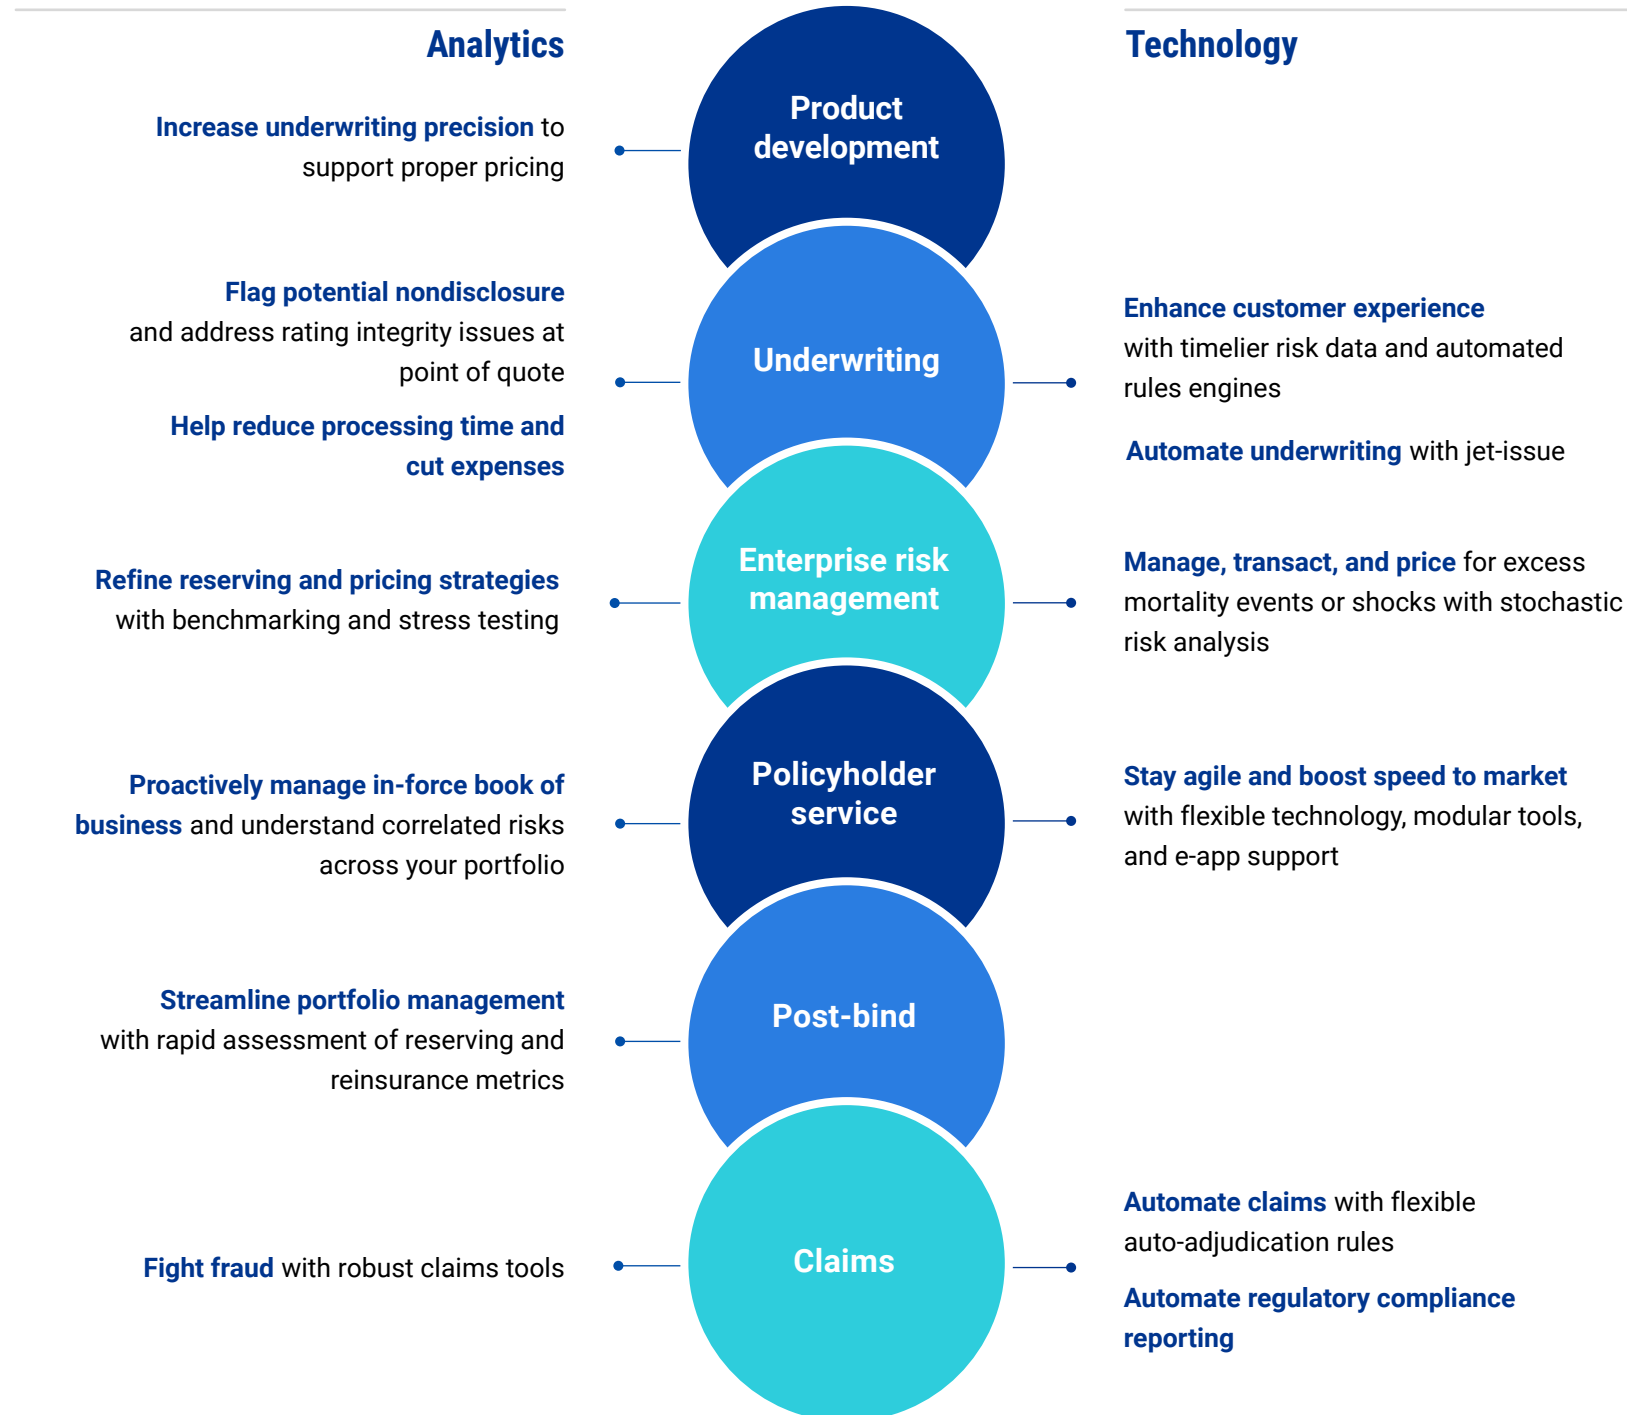 Analytics
Technology
Product
development
Increase underwriting precision to
support proper pricing
Underwriting
Flag potential nondisclosure
and address rating integrity issues at
point of quote
Help reduce processing time and
cut expenses
Enhance customer experience
with timelier risk data and automated
rules engines
Automate underwriting with jet-issue
Enterprise risk
management
Refine reserving and pricing strategies
with benchmarking and stress testing
Manage, transact, and price for excess
mortality events or shocks with stochastic
risk analysis
Policyholder
service
Proactively manage in-force book of
business and understand correlated risks
across your portfolio
Stay agile and boost speed to market
with flexible technology, modular tools,
and e-app support
Post-bind
Streamline portfolio management
with rapid assessment of reserving and
reinsurance metrics
Claims
Fight fraud with robust claims tools
Automate claims with flexible
auto-adjudication rules
Automate regulatory compliance
reporting